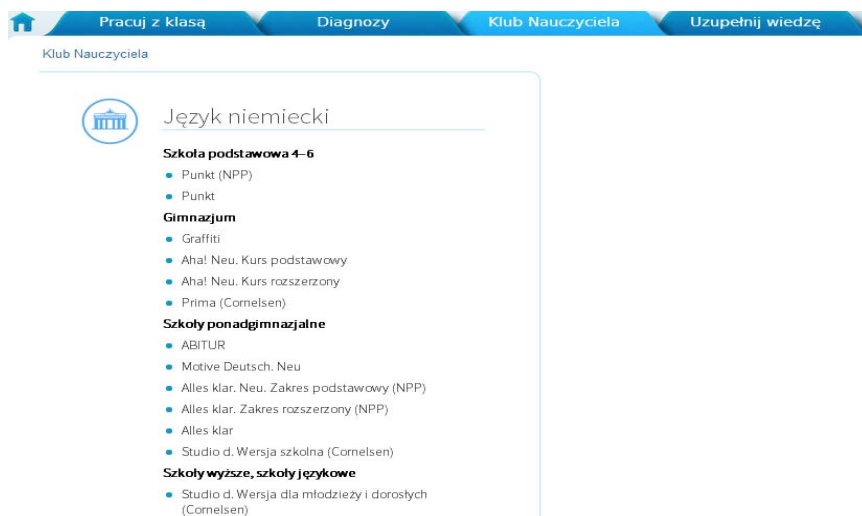 Pracuj z klasą
Diagnozy
Klub Nauczyciela
Uzupełnij wiedzę
Klub Nauczyciela
Język niemiecki
Szkoła podstawowa 4–6
Punkt (NPP)
Punkt
Gimnazjum
Graffiti
Aha! Neu. Kurs podstawowy
Aha! Neu. Kurs rozszerzony
Prima (Cornelsen)
Szkoły ponadgimnazjalne
ABITUR
Motive Deutsch. Neu
Alles klar. Neu. Zakres podstawowy (NPP)
Alles klar. Zakres rozszerzony (NPP)
Alles klar
Studio d. Wersja szkolna (Cornelsen)
Szkoły wyższe, szkoły językowe
Studio d. Wersja dla młodzieży i dorosłych
(Cornelsen)